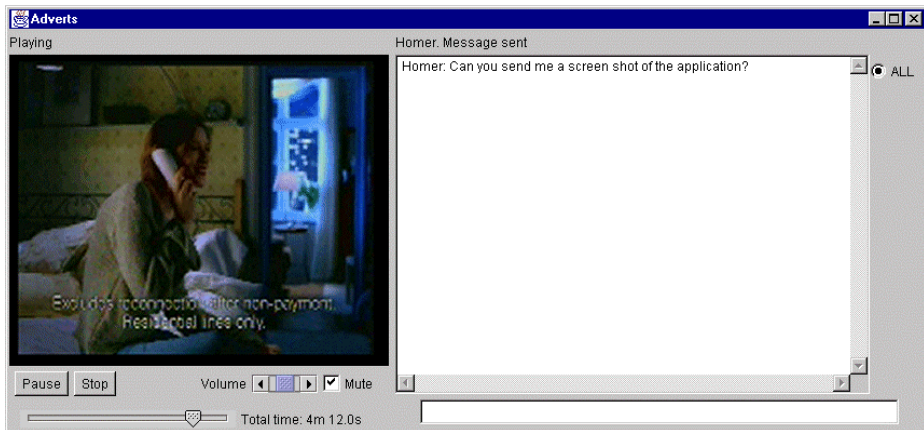 Adverts
Playing
Homer. Message sent
Homer: Can you send me a screen shot of the application?
ALL
Excludes reconnection after non-payment.
Residential lines only.
Pause
Stop
Volume
Mute
Total time: 4m 12.0s